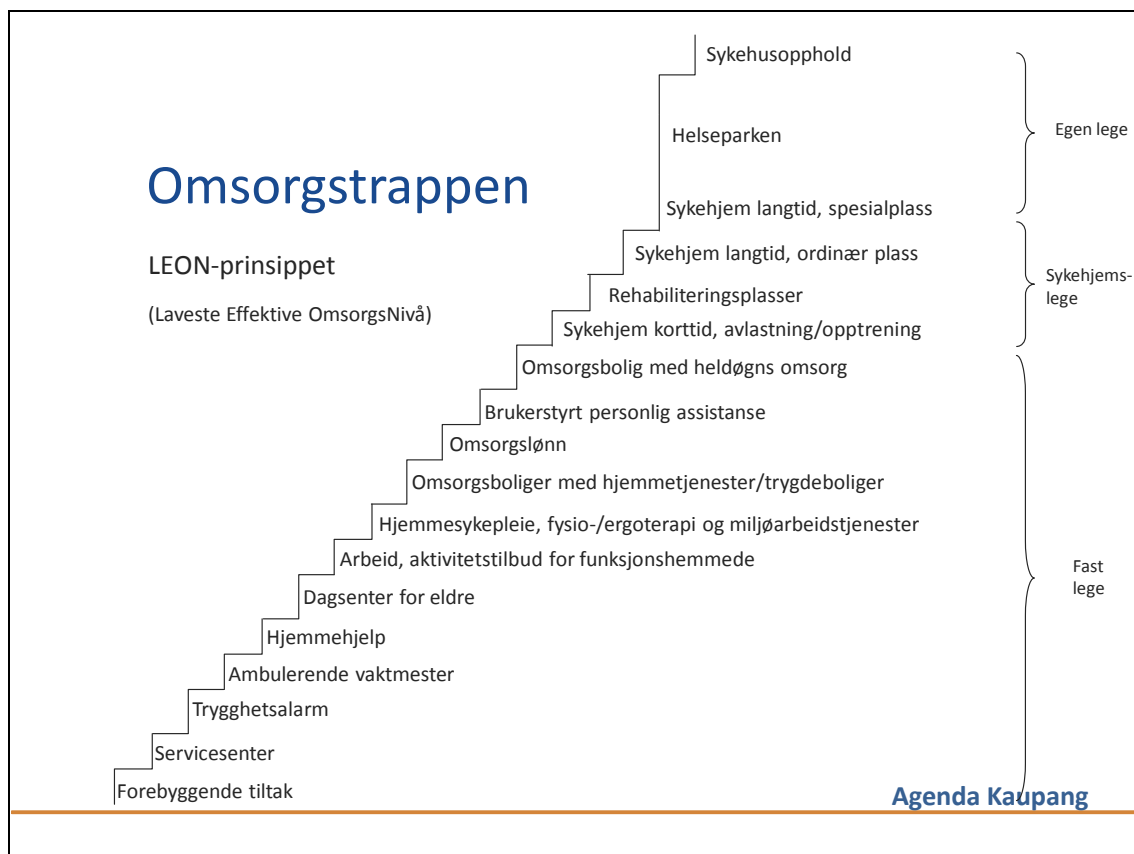 Sykehusopphold
Egen lege
Helseparken
Omsorgstrappen
Sykehjem langtid, spesialplass
LEON-prinsippet
Sykehjem langtid, ordinær plass
Sykehjems-
lege
(Laveste Effektive OmsorgsNivå)
Rehabiliteringsplasser
Sykehjem korttid, avlastning/opptrening
Omsorgsbolig med heldøgns omsorg
Brukerstyrt personlig assistanse
Omsorgslønn
Omsorgsboliger med hjemmetjenester/trygdeboliger
Hjemmesykepleie, fysio-/ergoterapi og miljøarbeidstjenester
Arbeid, aktivitetstilbud for funksjonshemmede
Fast
lege
Dagsenter for eldre
Hjemmehjelp
Ambulerende vaktmester
Trygghetsalarm
Servicesenter
Forebyggende tiltak
Agenda Kaupang